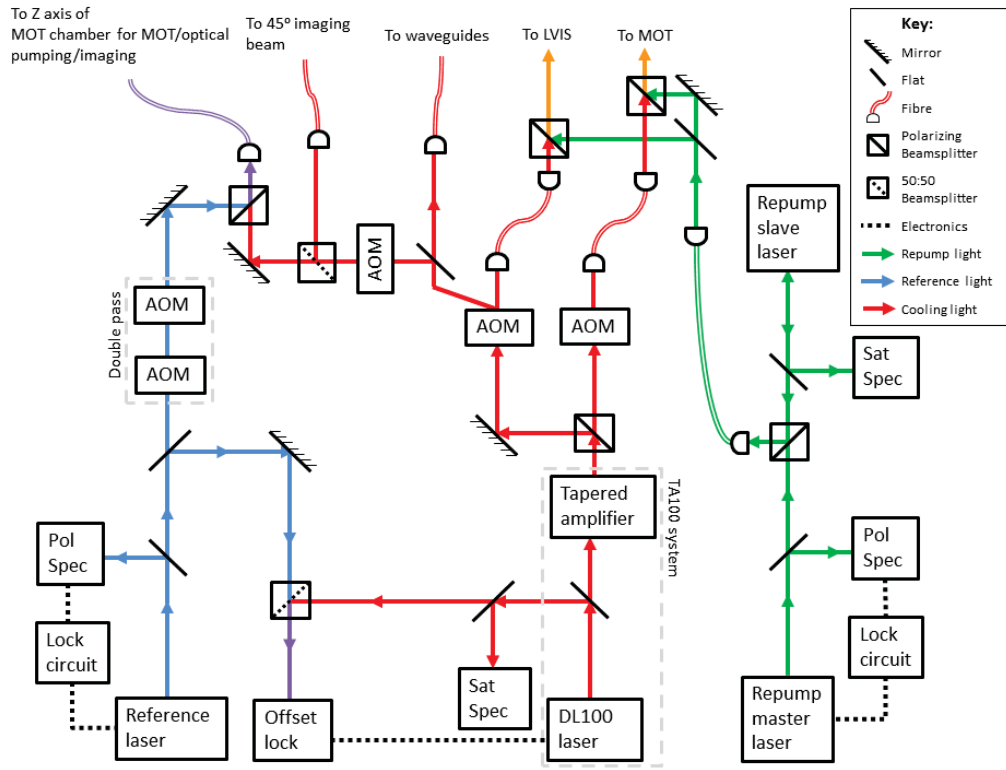 To Z axis of
MOT chamber for MOT/optical
pumping/imaging
To 45° imaging
beam
To waveguides
To LVIS
To MOT
Key:
Mirror
Flat
Fibre
Polarizing
Beamsplitter
50:50
Beamsplitter
Electronics
Repump light
Reference light
Cooling light
Repump
slave
laser
AOM
Double pass
AOM
AOM
AOM
AOM
Sat
Spec
Tapered
amplifier
TA100 system
Pol
Spec
Pol
Spec
Lock
circuit
Lock
circuit
Sat
Spec
Reference
laser
Offset
lock
DL100
laser
Repump
master
laser